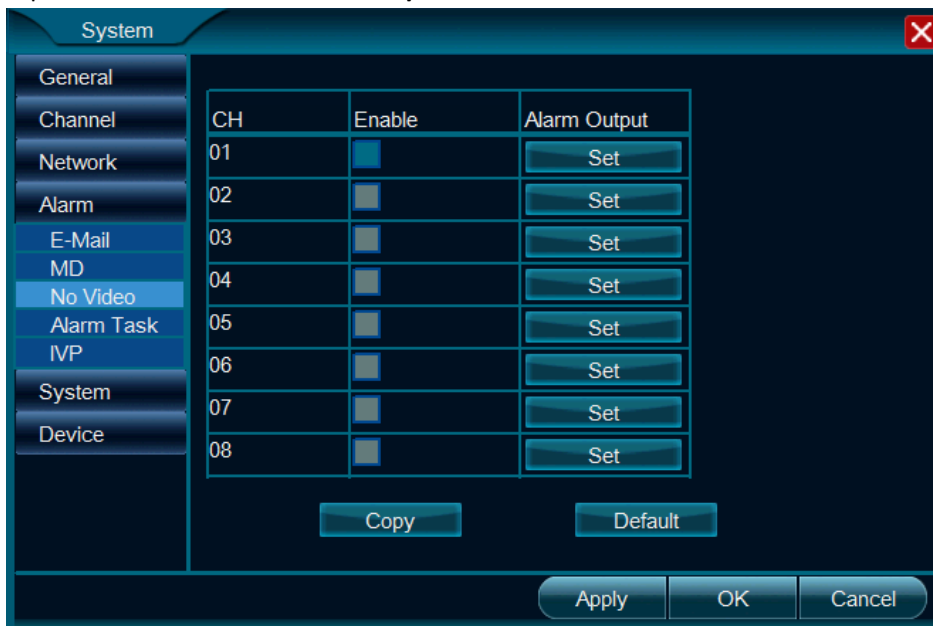 System
General
Channel
Network
Alarm
E-Mail
MD
No Video
Alarm Task
IVP
System
Device
CH Enable Alarm Output
01 Set
02 Set
03 Set
04 Set
05 Set
06 Set
07 Set
08 Set
Copy Default
Apply OK Cancel